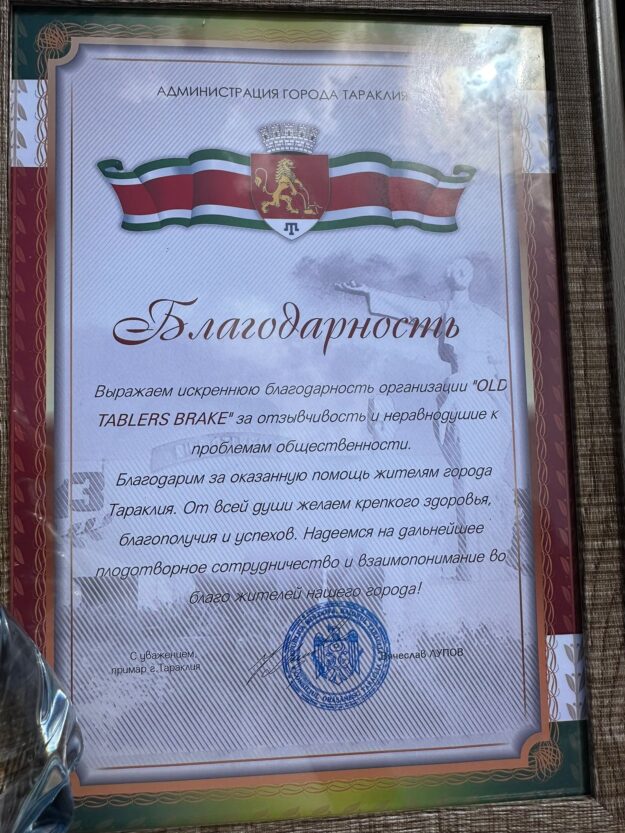 АДМИНИСТРАЦИЯ ГОРОДА ТАРАКЛИЯ
Благодарность
Выражаем искреннюю благодарность организации "OLD
TABLERS BRAKE" за отзывчивость и неравнодушие к
проблемам общественности.
Благодарим за оказанную помощь жителям города
Тараклия. От всей души желаем крепкого здоровья,
благополучия и успехов. Надеемся на дальнейшее
плодотворное сотрудничество и взаимопонимание во
благо жителей нашего города!
С уважением,
примар г.Тараклия
Вячеслав ЛУПОВ